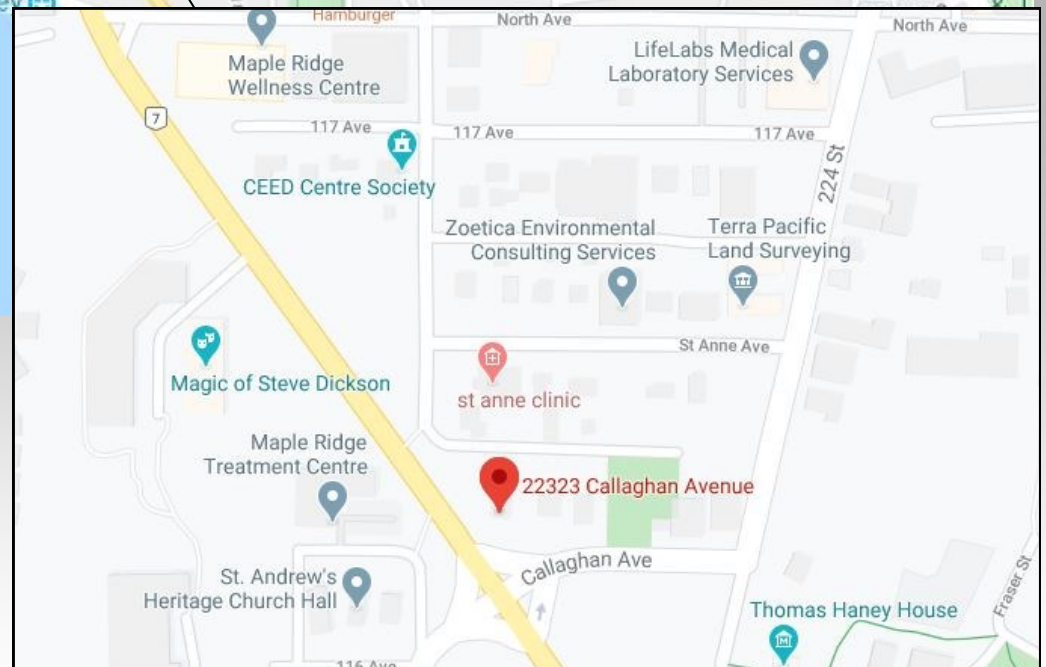 Hamburger
North Ave
North Ave
Maple Ridge
Wellness Centre
LifeLabs Medical
Laboratory Services
7
117 Ave
117 Ave
117 Ave
CEED Centre Society
224 St
Zoetica Environmental
Consulting Services
Terra Pacific
Land Surveying
St Anne Ave
Magic of Steve Dickson
st anne clinic
Maple Ridge
Treatment Centre
22323 Callaghan Avenue
Callaghan Ave
St. Andrew's
Heritage Church Hall
Thomas Haney House
Fraser St
116 Ave